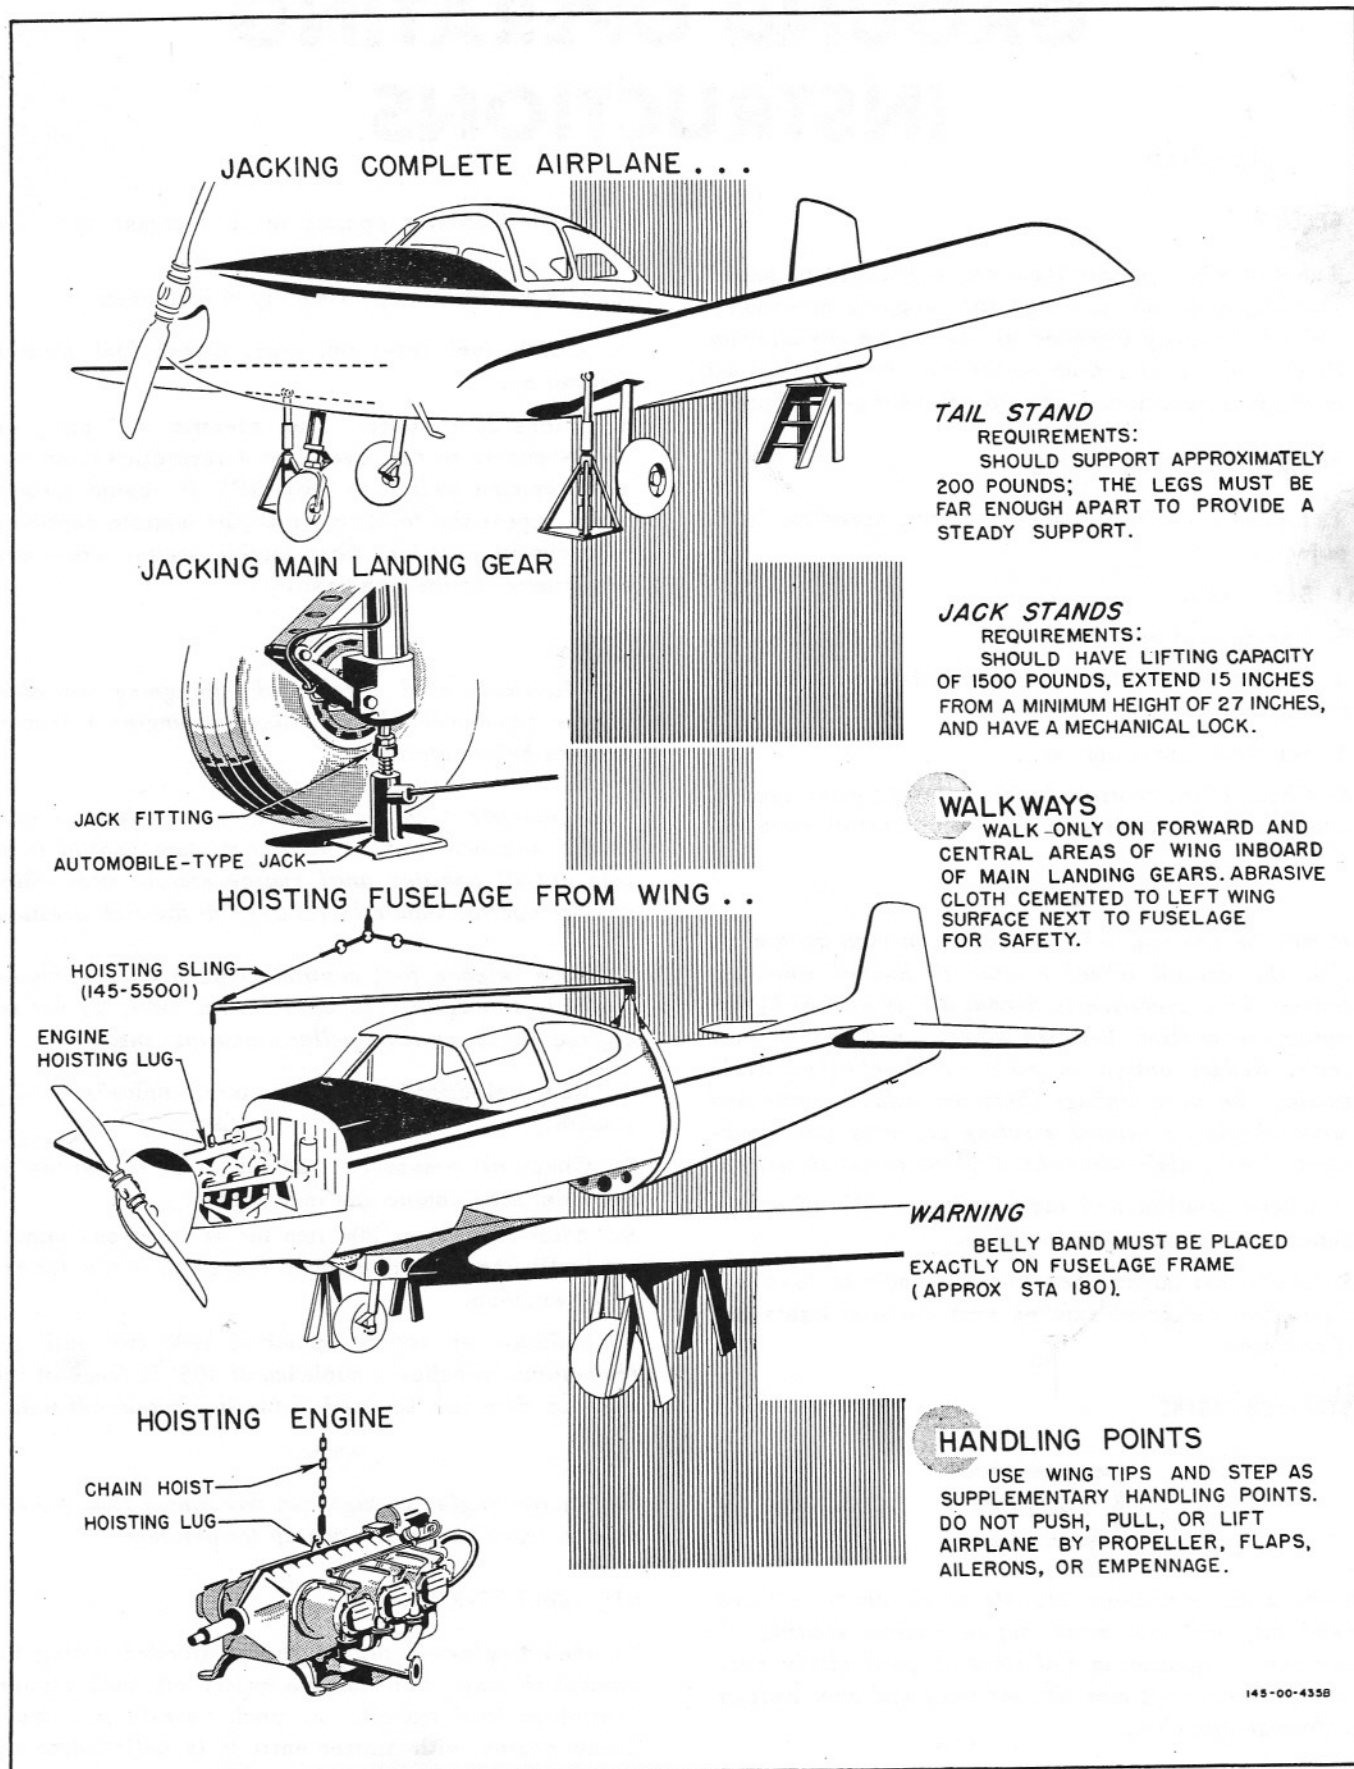 JACKING COMPLETE AIRPLANE . . .
TAIL STAND
REQUIREMENTS:
SHOULD SUPPORT APPROXIMATELY
200 POUNDS; THE LEGS MUST BE
FAR ENOUGH APART TO PROVIDE A
STEADY SUPPORT.
JACKING MAIN LANDING GEAR
JACK FITTING
AUTOMOBILE-TYPE JACK
JACK STANDS
REQUIREMENTS:
SHOULD HAVE LIFTING CAPACITY
OF 1500 POUNDS, EXTEND 15 INCHES
FROM A MINIMUM HEIGHT OF 27 INCHES,
AND HAVE A MECHANICAL LOCK.
WALKWAYS
WALK ONLY ON FORWARD AND
CENTRAL AREAS OF WING INBOARD
OF MAIN LANDING GEARS. ABRASIVE
CLOTH CEMENTED TO LEFT WING
SURFACE NEXT TO FUSELAGE
FOR SAFETY.
HOISTING FUSELAGE FROM WING . .
HOISTING SLING
(145-55001)
ENGINE
HOISTING LUG
WARNING
BELLY BAND MUST BE PLACED
EXACTLY ON FUSELAGE FRAME
(APPROX STA 180).
HOISTING ENGINE
CHAIN HOIST
HOISTING LUG
HANDLING POINTS
USE WING TIPS AND STEP AS
SUPPLEMENTARY HANDLING POINTS.
DO NOT PUSH, PULL, OR LIFT
AIRPLANE BY PROPELLER, FLAPS,
AILERONS, OR EMPENNAGE.
145-00-435B